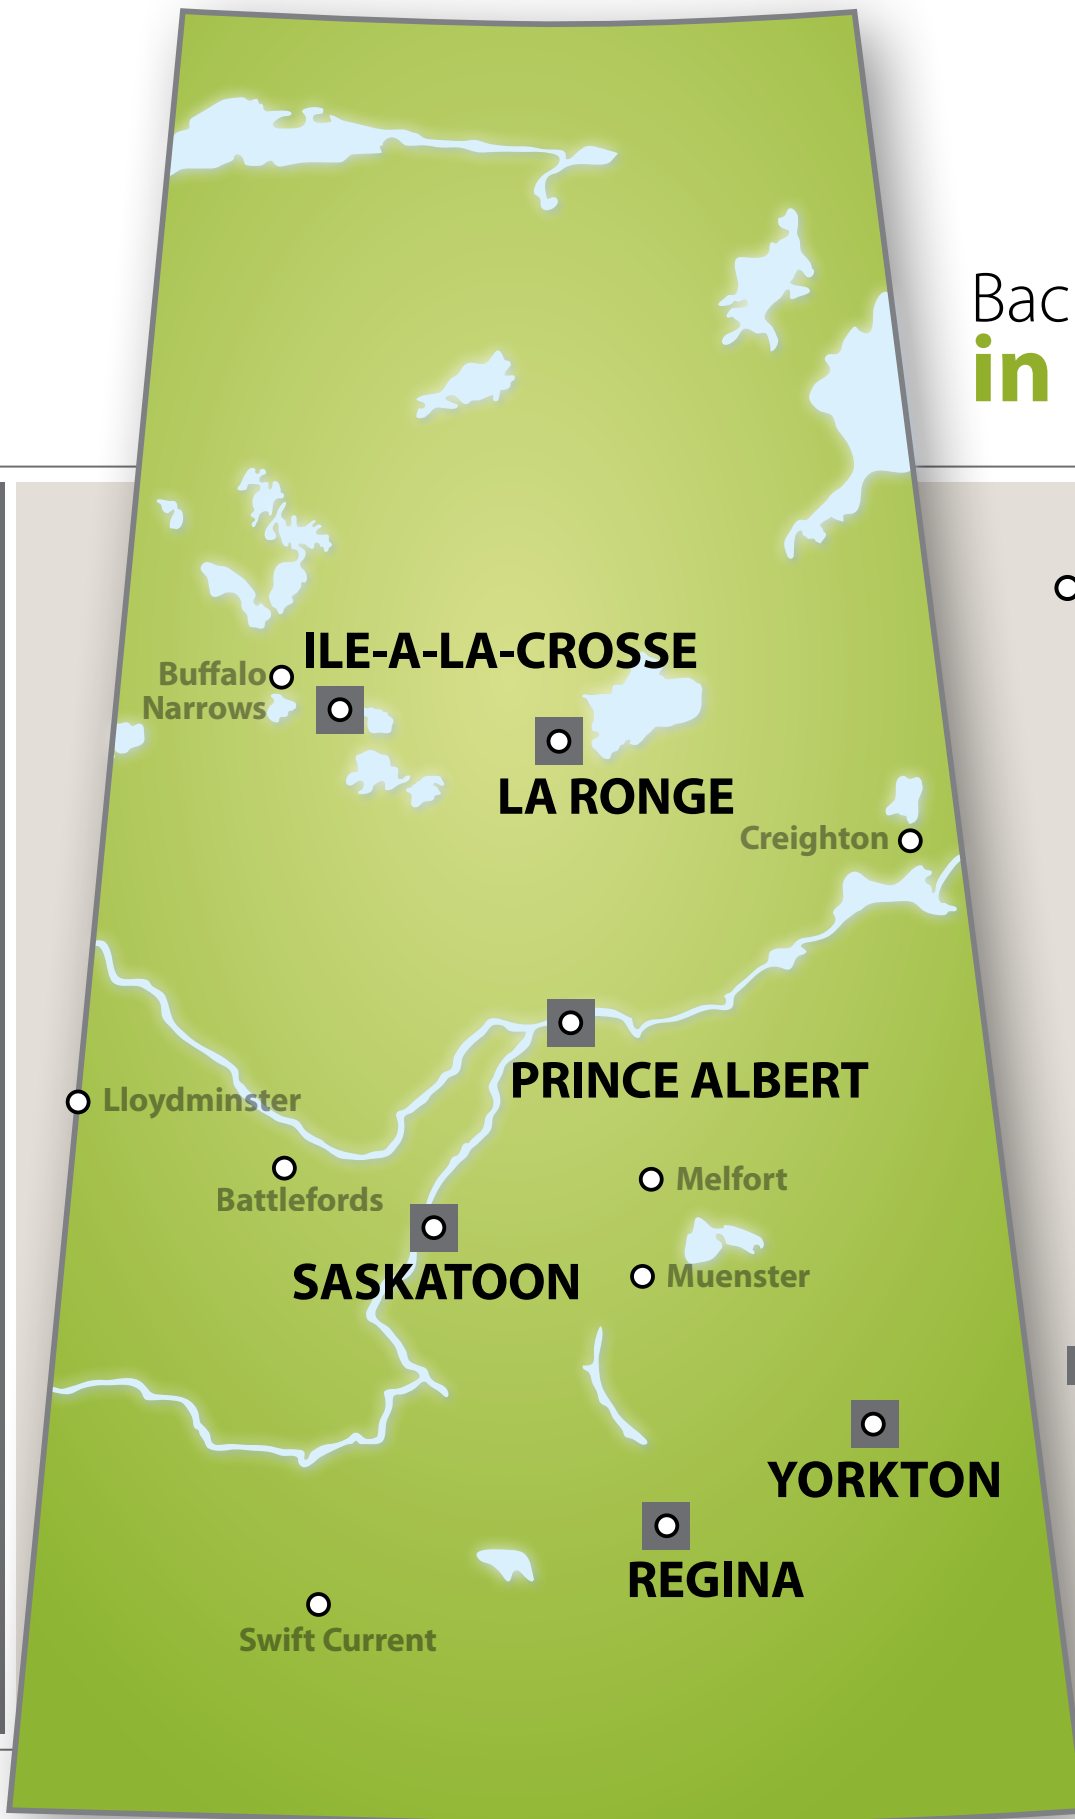 Bac
in
ILE-A-LA-CROSSE
Buffalo
Narrows
LA RONGE
Creighton
PRINCE ALBERT
Lloydminster
Battlefords
Melfort
SASKATOON
Muenster
YORKTON
REGINA
Swift Current